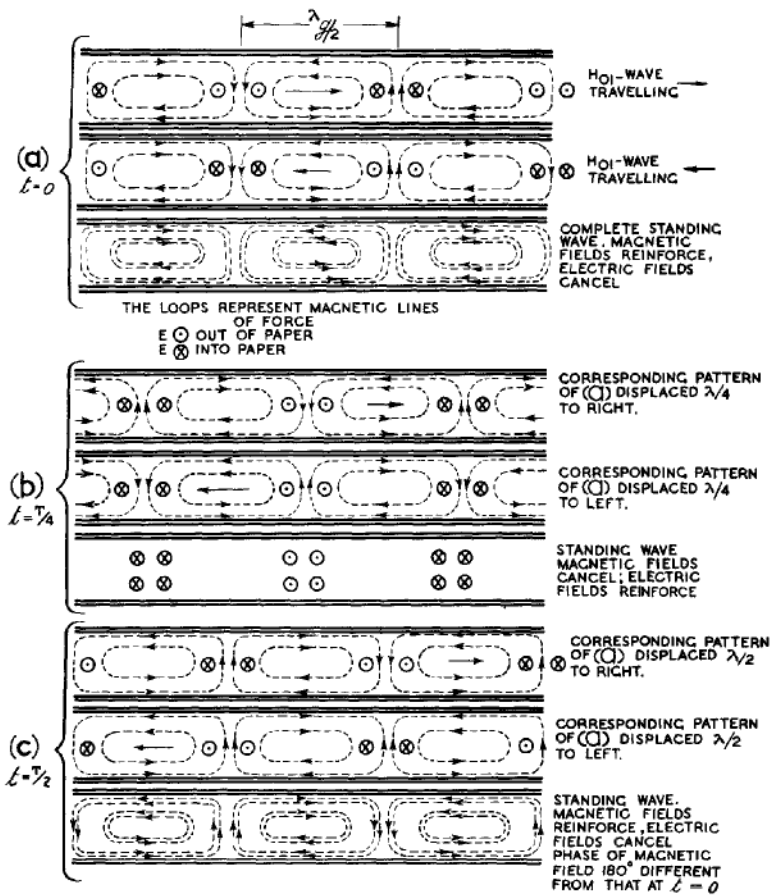 λg/2
(a)
t=0
H01-WAVE
TRAVELLING
H01-WAVE
TRAVELLING
COMPLETE STANDING
WAVE. MAGNETIC
FIELDS REINFORCE,
ELECTRIC FIELDS
CANCEL
THE LOOPS REPRESENT MAGNETIC LINES
OF FORCE
E ⊙ OUT OF PAPER
E ⊗ INTO PAPER
(b)
t=T/4
CORRESPONDING PATTERN
OF (a) DISPLACED λ/4
TO RIGHT.
CORRESPONDING PATTERN
OF (a) DISPLACED λ/4
TO LEFT.
STANDING WAVE
MAGNETIC FIELDS
CANCEL; ELECTRIC
FIELDS REINFORCE
(c)
t=T/2
CORRESPONDING PATTERN
OF (a) DISPLACED λ/2
TO RIGHT.
CORRESPONDING PATTERN
OF (a) DISPLACED λ/2
TO LEFT.
STANDING WAVE.
MAGNETIC FIELDS
REINFORCE, ELECTRIC
FIELDS CANCEL
PHASE OF MAGNETIC
FIELD 180° DIFFERENT
FROM THAT AT t = 0